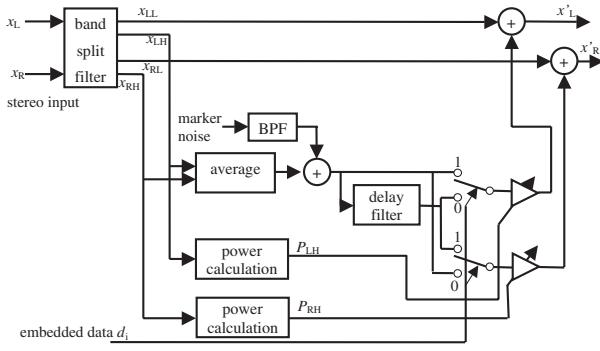 x_L
band
split
filter
x_LL
x_LH
x_RL
x_RH
x_R
stereo input
+
x'_L
+
x'_R
marker
noise
BPF
average
+
delay
filter
1
0
1
0
power
calculation
P_LH
power
calculation
P_RH
embedded data d_i